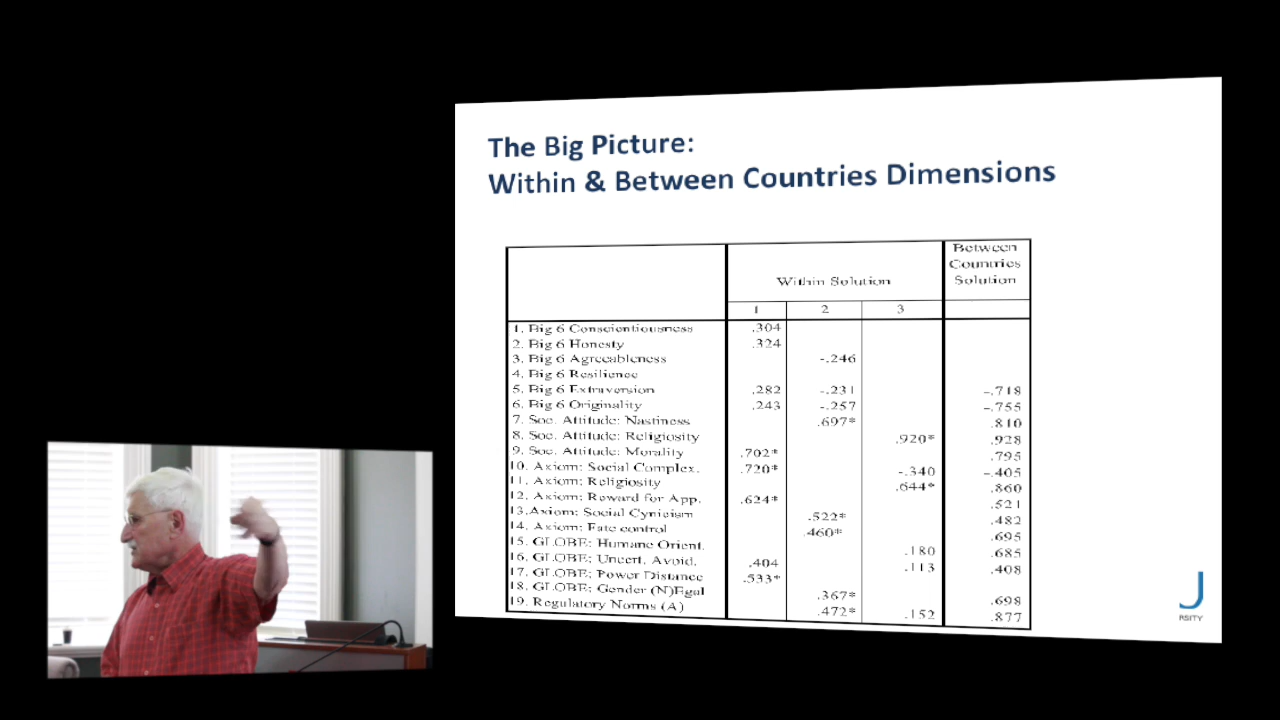 The Big Picture:
Within & Between Countries Dimensions
Between
Countries
Solution
Within Solution
1 2 3
1. Big 6 Conscientiousness .304
2. Big 6 Honesty .324
3. Big 6 Agreeableness -.246
4. Big 6 Resilience
5. Big 6 Extraversion .282 -.231 -.718
6. Big 6 Originality .243 -.257 -.755
7. Soc. Attitude: Nastiness .697* .810
8. Soc. Attitude: Religiosity .920* .928
9. Soc. Attitude: Morality .702* .795
10. Axiom: Social Complex. .720* -.340 -.405
11. Axiom: Religiosity .644* .860
12. Axiom: Reward for App. .624* .521
13.Axiom: Social Cynicism .522* .482
14. Axiom: Fate control .460* .695
15. GLOBE: Humane Orient. .180 .685
16. GLOBE: Uncert. Avoid. .404 .113 .408
17. GLOBE: Power Distance .533*
18. GLOBE: Gender (N)Egal .367* .698
19. Regulatory Norms (A) .472* .152 .877
J
RSITY